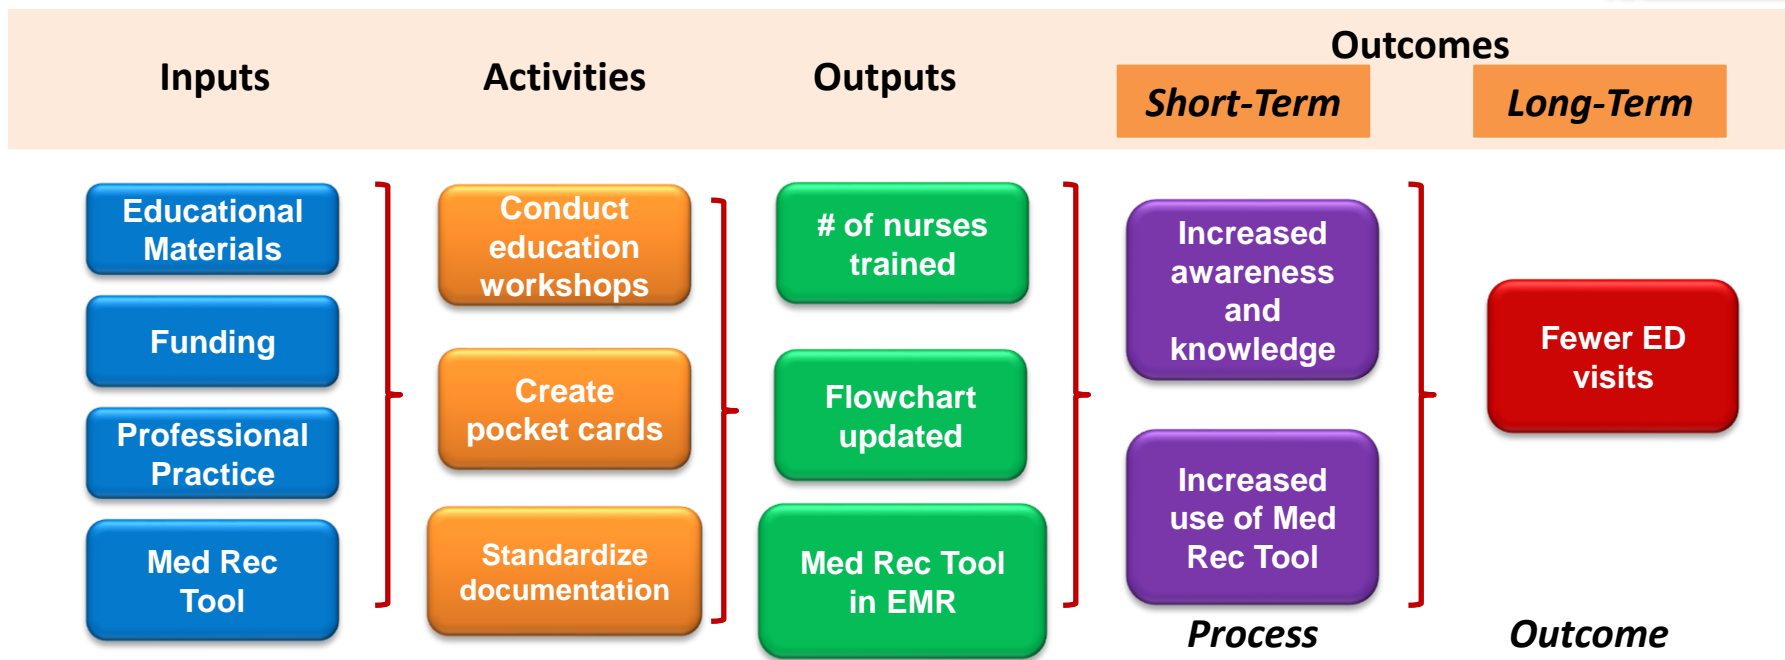 Outcomes
Inputs
Activities
Outputs
Short-Term
Long-Term
Educational
Materials
Funding
Professional
Practice
Med Rec
Tool
Conduct
education
workshops
Create
pocket cards
Standardize
documentation
# of nurses
trained
Flowchart
updated
Med Rec Tool
in EMR
Increased
awareness
and
knowledge
Increased
use of Med
Rec Tool
Process
Fewer ED
visits
Outcome